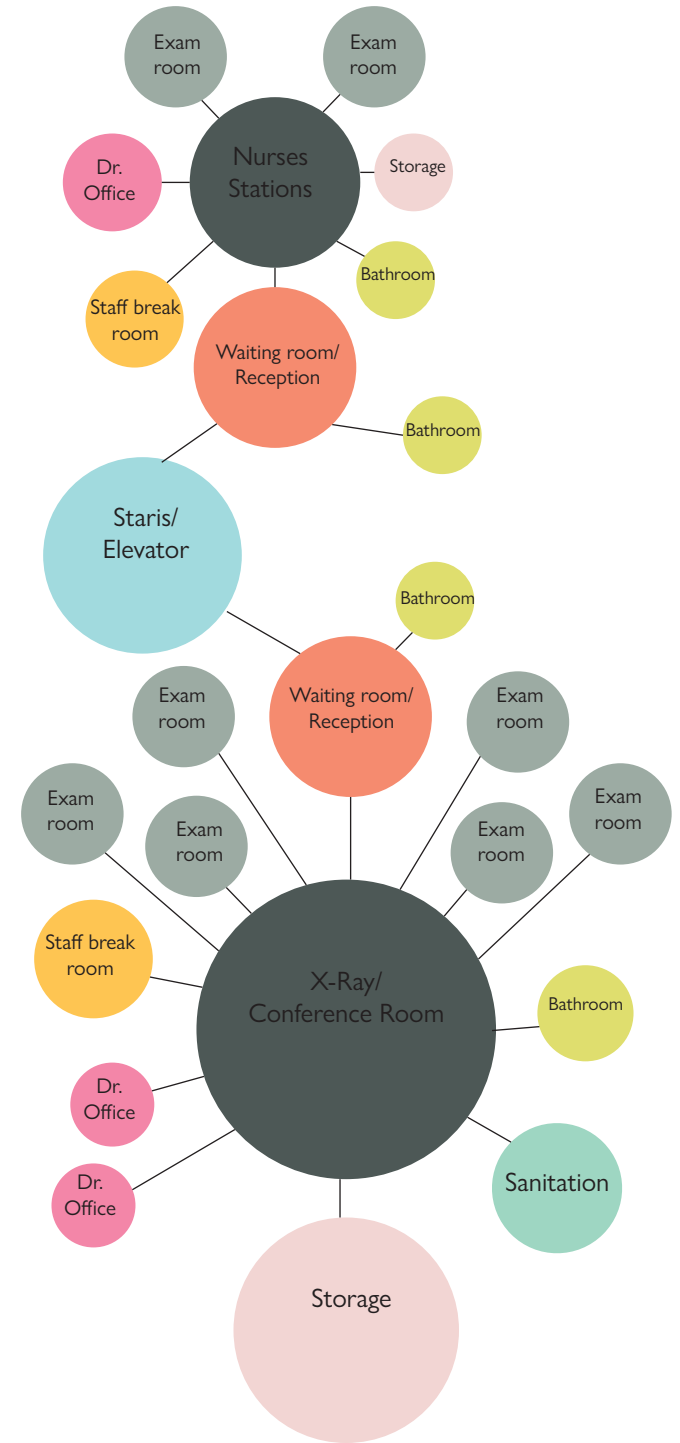 Exam
room
Exam
room
Nurses
Stations
Dr.
Office
Storage
Bathroom
Staff break
room
Waiting room/
Reception
Bathroom
Staris/
Elevator
Bathroom
Waiting room/
Reception
Exam
room
Exam
room
Exam
room
Exam
room
Exam
room
Exam
room
Staff break
room
X-Ray/
Conference Room
Bathroom
Dr.
Office
Dr.
Office
Sanitation
Storage